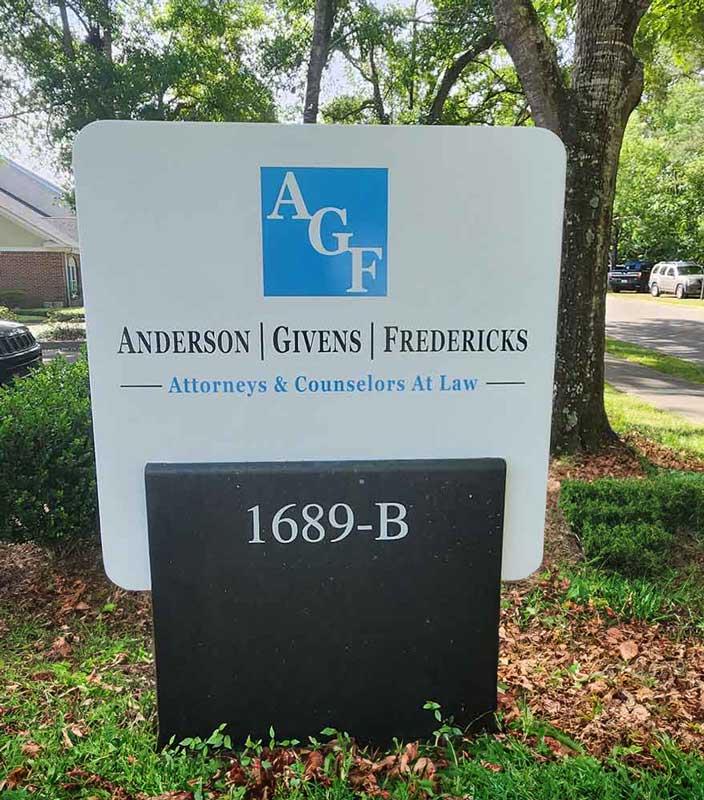 AGF
ANDERSON | GIVENS | FREDERICKS
Attorneys & Counselors At Law
1689-B